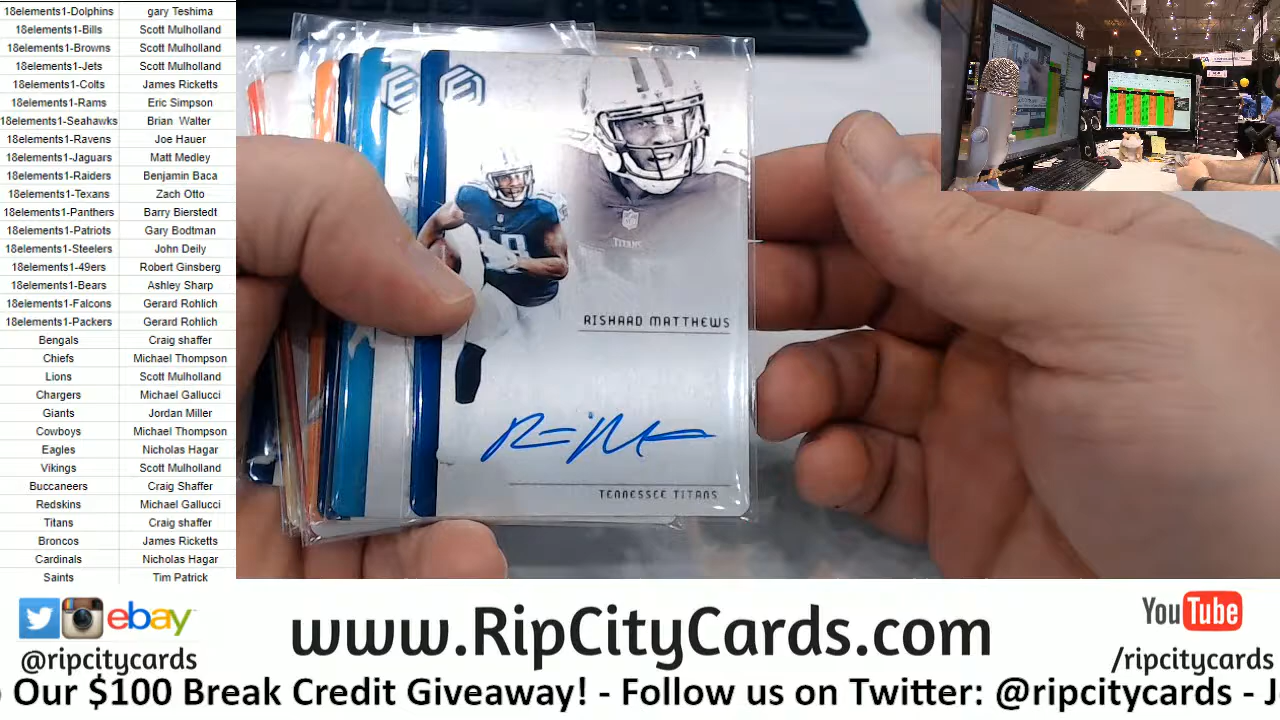 18elements1-Dolphins gary Teshima
18elements1-Bills Scott Mulholland
18elements1-Browns Scott Mulholland
18elements1-Jets Scott Mulholland
18elements1-Colts James Ricketts
18elements1-Rams Eric Simpson
18elements1-Seahawks Brian Walter
18elements1-Ravens Joe Hauer
18elements1-Jaguars Matt Medley
18elements1-Raiders Benjamin Baca
18elements1-Texans Zach Otto
18elements1-Panthers Barry Bierstedt
18elements1-Patriots Gary Bodtman
18elements1-Steelers John Deily
18elements1-49ers Robert Ginsberg
18elements1-Bears Ashley Sharp
18elements1-Falcons Gerard Rohlich
18elements1-Packers Gerard Rohlich
Bengals Craig shaffer
Chiefs Michael Thompson
Lions Scott Mulholland
Chargers Michael Gallucci
Giants Jordan Miller
Cowboys Michael Thompson
Eagles Nicholas Hagar
Vikings Scott Mulholland
Buccaneers Craig Shaffer
Redskins Michael Gallucci
Titans Craig shaffer
Broncos James Ricketts
Cardinals Nicholas Hagar
Saints Tim Patrick
TITANS
RISHARD MATTHEWS
TENNESSEE TITANS
ebay
@ripcitycards
www.RipCityCards.com
YouTube
/ripcitycards
Our $100 Break Credit Giveaway! - Follow us on Twitter: @ripcitycards - J